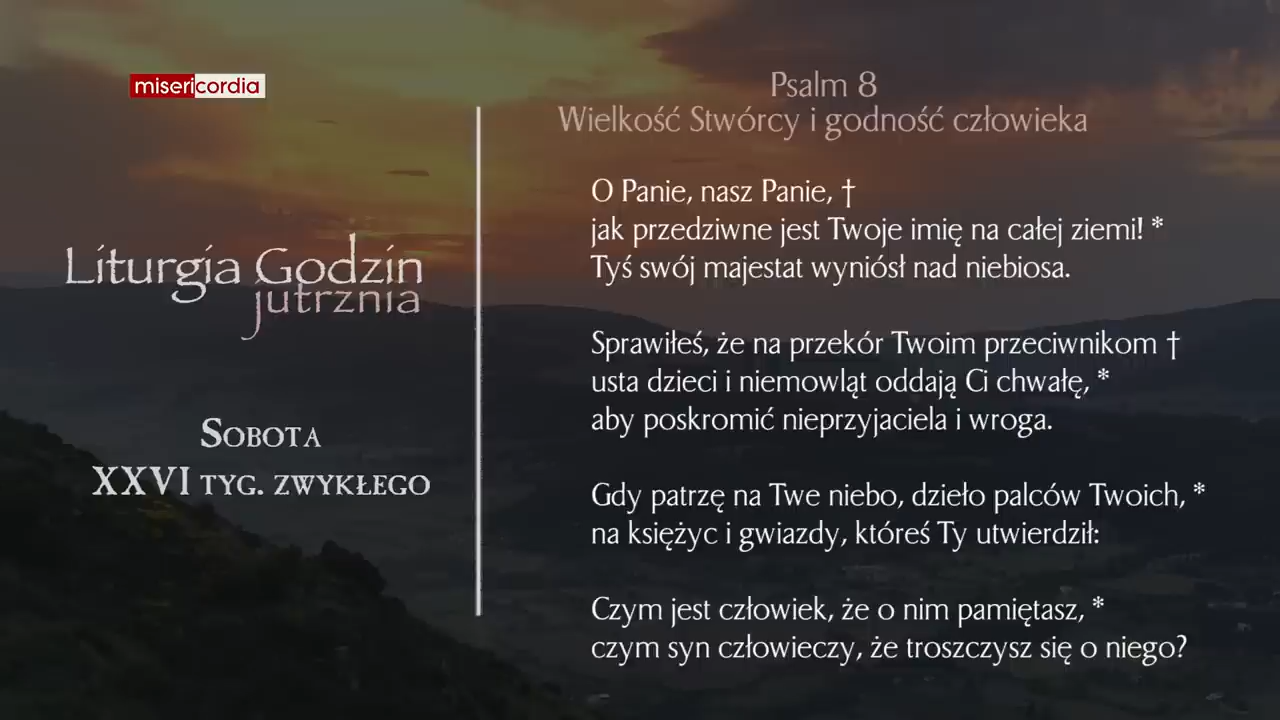 misericordia
Liturgia Godzin
jutrznia
Sobota
XXVI tyg. zwykłego
Psalm 8
Wielkość Stwórcy i godność człowieka
O Panie, nasz Panie, †
jak przedziwne jest Twoje imię na całej ziemi! *
Tyś swój majestat wyniósł nad niebiosa.
Sprawiłeś, że na przekór Twoim przeciwnikom †
usta dzieci i niemowląt oddają Ci chwałę, *
aby poskromić nieprzyjaciela i wroga.
Gdy patrzę na Twe niebo, dzieło palców Twoich, *
na księżyc i gwiazdy, któreś Ty utwierdził:
Czym jest człowiek, że o nim pamiętasz, *
czym syn człowieczy, że troszczysz się o niego?